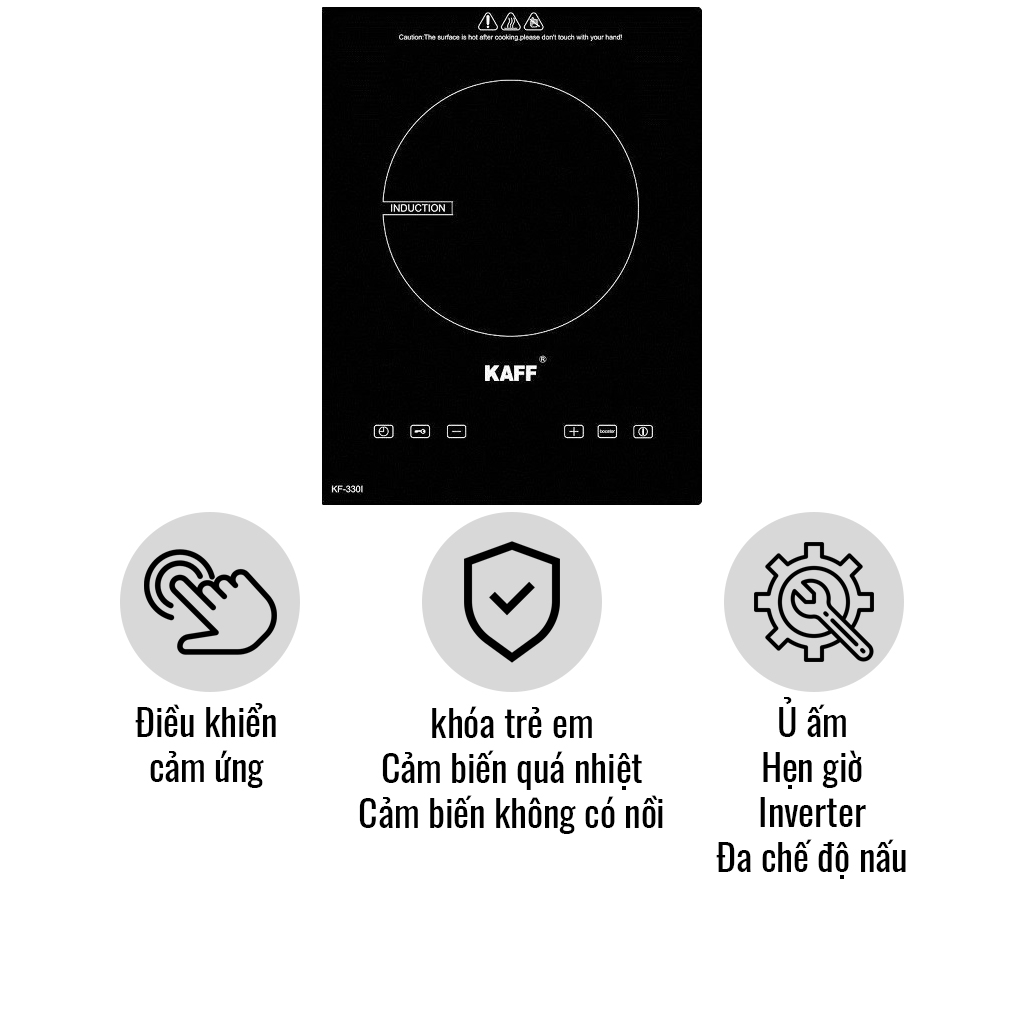 Caution:The surface is hot after cooking,please don't touch with your hand!
INDUCTION
KAFF®
booster
KF-330I
Điều khiển
cảm ứng
khóa trẻ em
Cảm biến quá nhiệt
Cảm biến không có nồi
Ủ ấm
Hẹn giờ
Inverter
Đa chế độ nấu